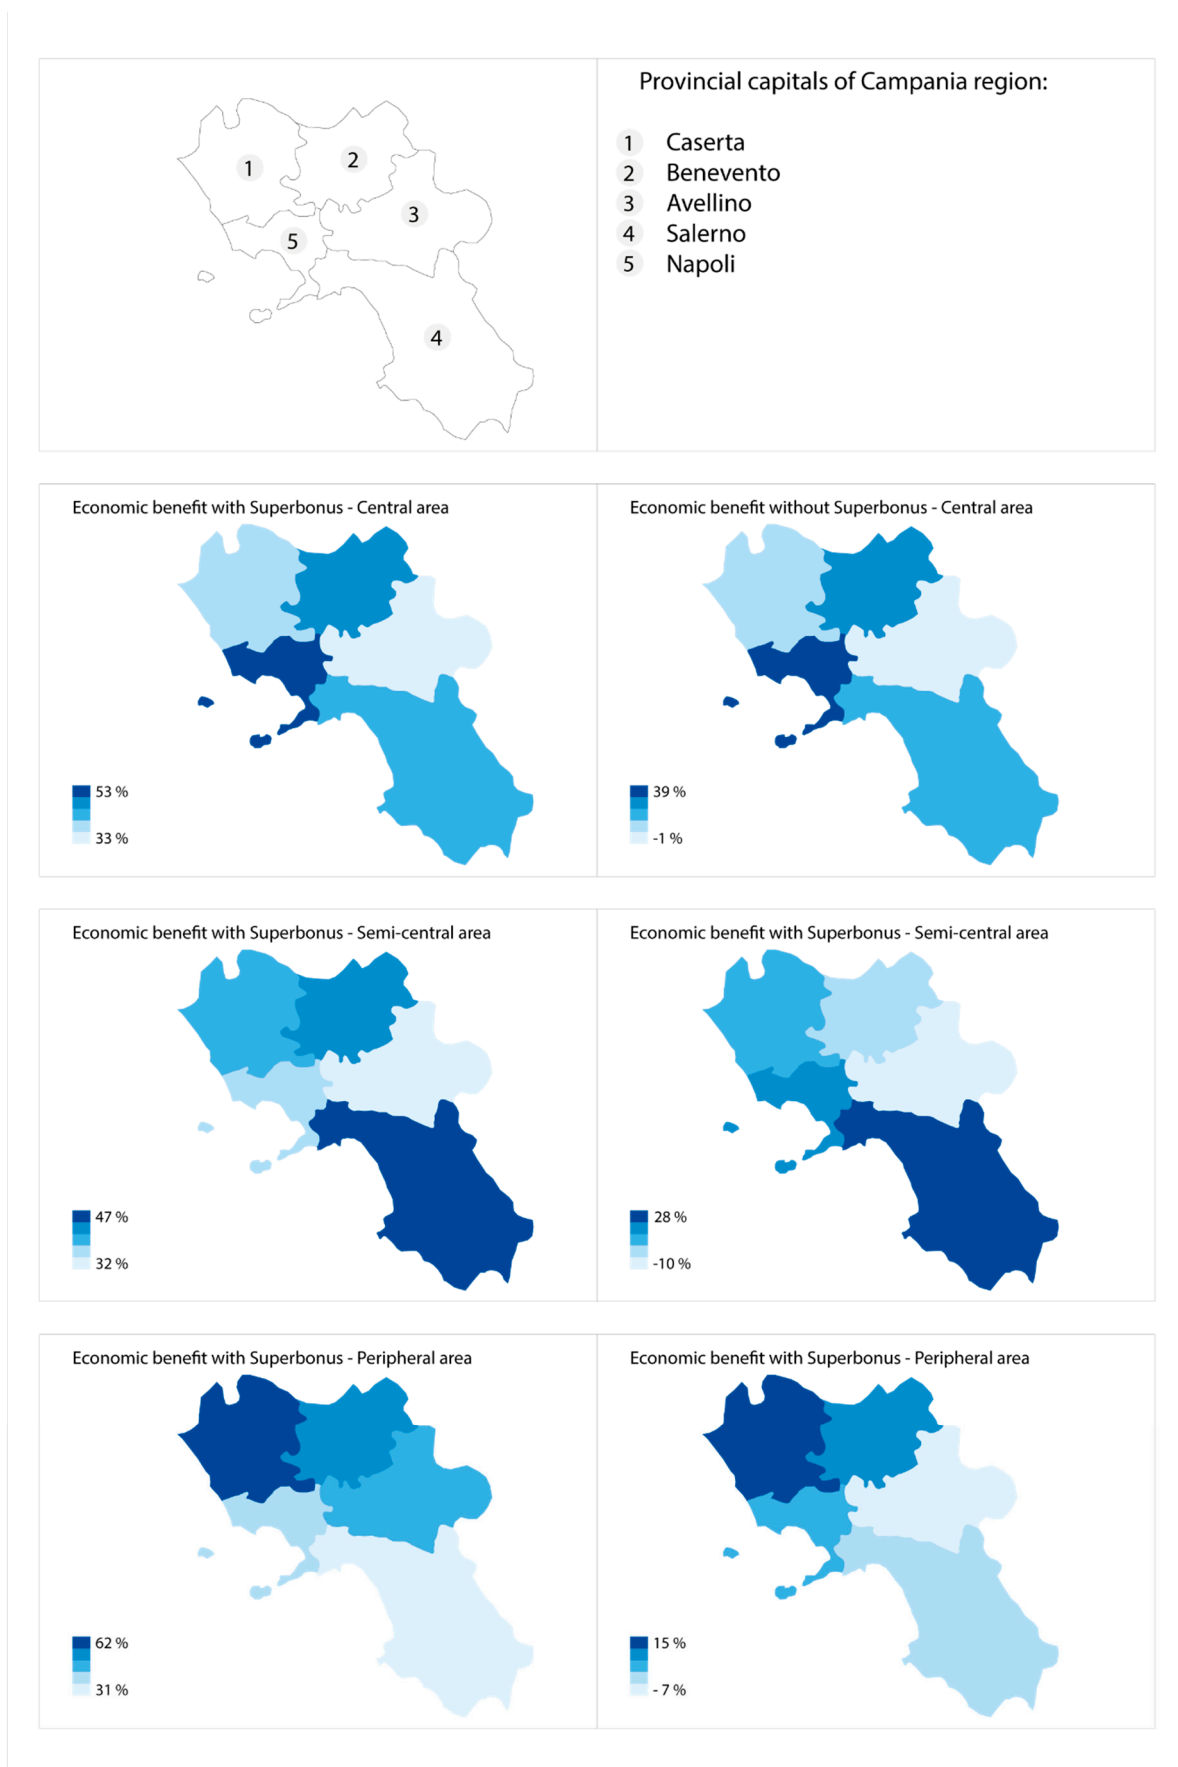 1
2
3
5
4
Provincial capitals of Campania region:
1 Caserta
2 Benevento
3 Avellino
4 Salerno
5 Napoli
Economic benefit with Superbonus - Central area
53 %
33 %
Economic benefit without Superbonus - Central area
39 %
-1 %
Economic benefit with Superbonus - Semi-central area
47 %
32 %
Economic benefit with Superbonus - Semi-central area
28 %
-10 %
Economic benefit with Superbonus - Peripheral area
62 %
31 %
Economic benefit with Superbonus - Peripheral area
15 %
- 7 %